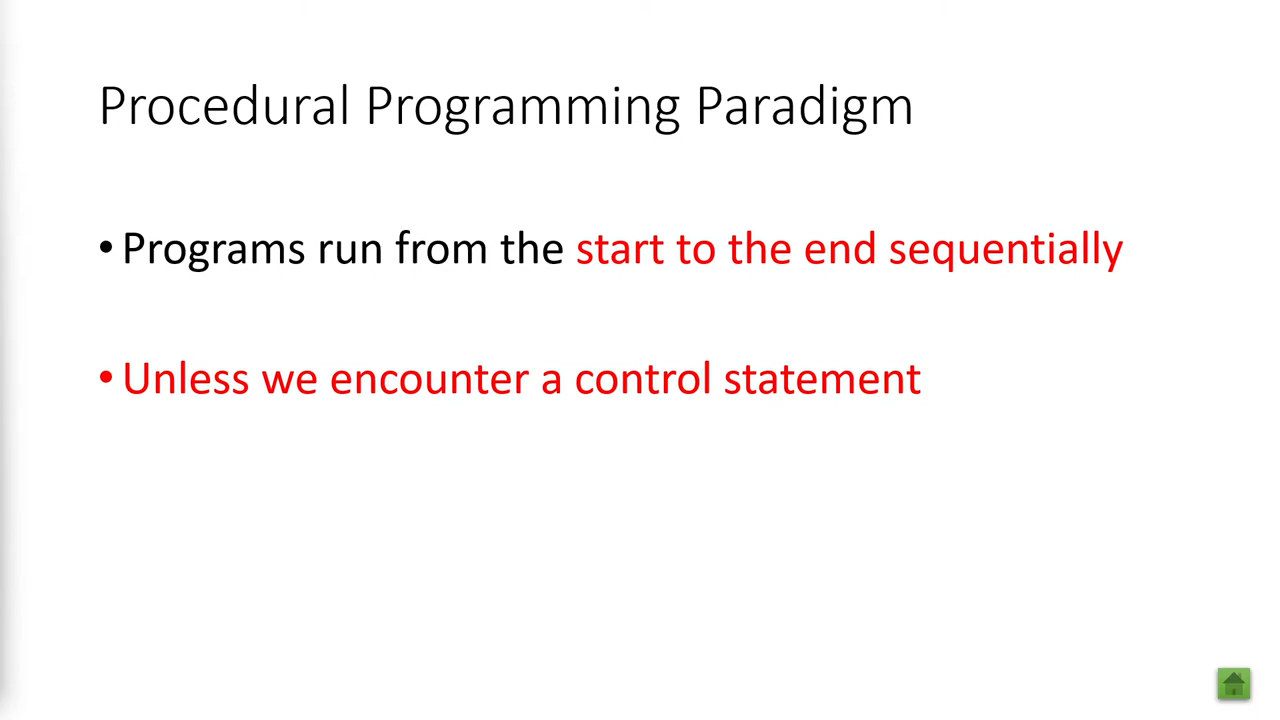 Procedural Programming Paradigm
• Programs run from the start to the end sequentially
• Unless we encounter a control statement